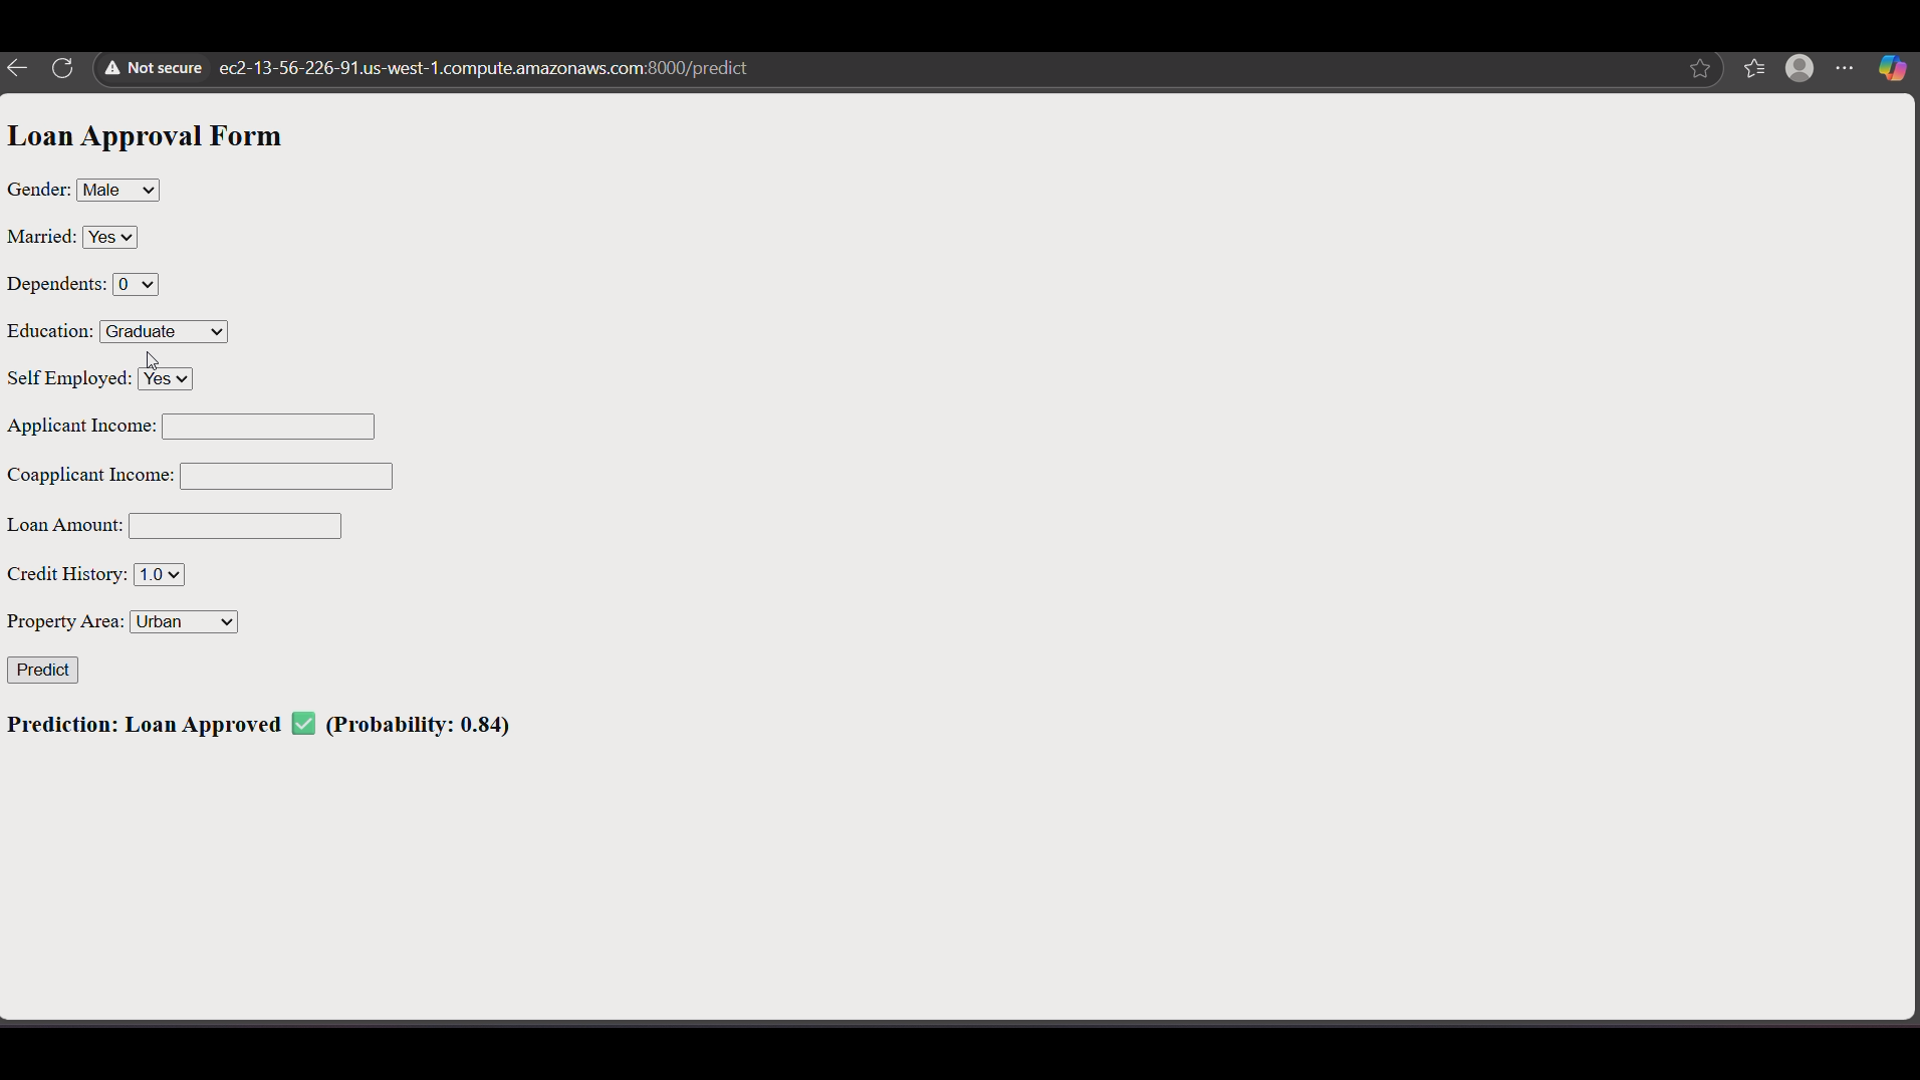 Not secure ec2-13-56-226-91.us-west-1.compute.amazonaws.com:8000/predict
Loan Approval Form
Gender: Male
Married: Yes
Dependents: 0
Education: Graduate
Self Employed: Yes
Applicant Income:
Coapplicant Income:
Loan Amount:
Credit History: 1.0
Property Area: Urban
Predict
Prediction: Loan Approved ✅ (Probability: 0.84)